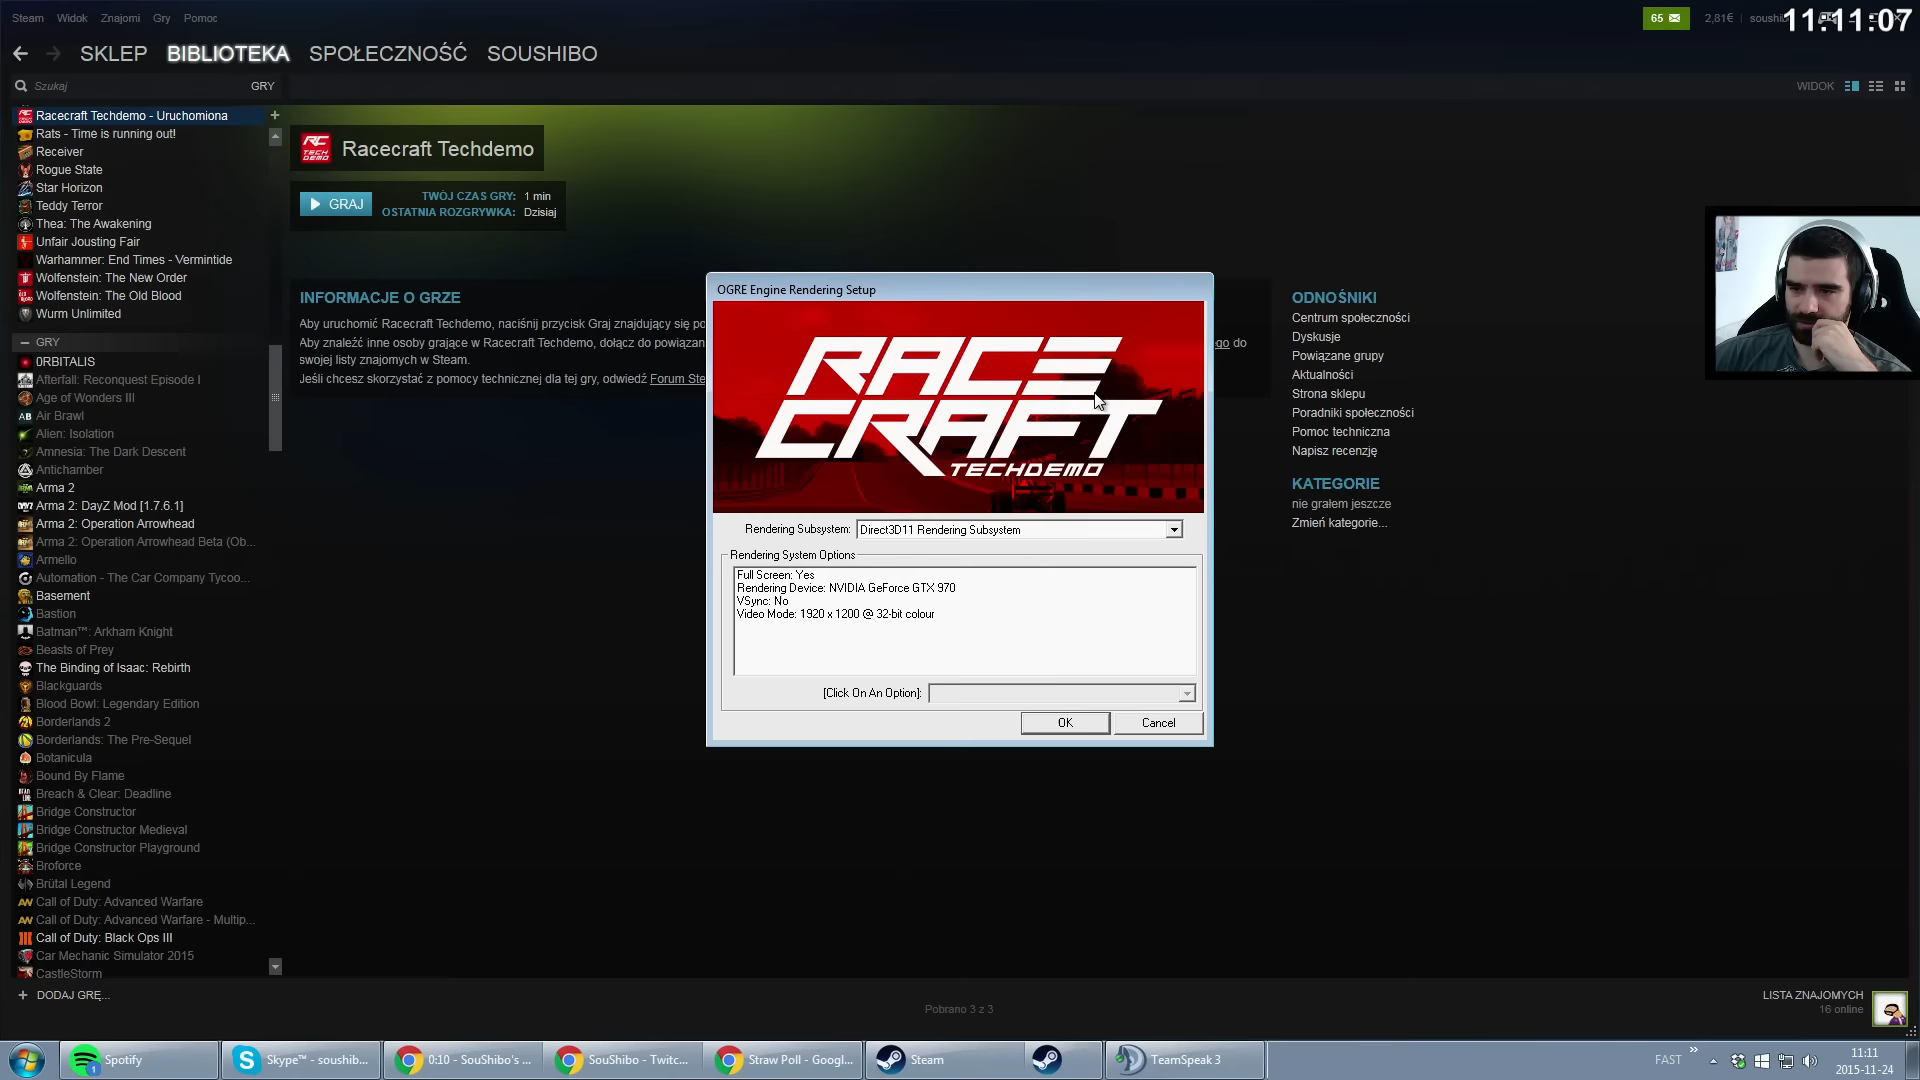 Steam Widok Znajomi Gry Pomoc
65 2,81€ soushib
11:11:07
SKLEP BIBLIOTEKA SPOŁECZNOŚĆ SOUSHIBO
Szukaj GRY
WIDOK
Racecraft Techdemo - Uruchomiona
Rats - Time is running out!
Receiver
Rogue State
Star Horizon
Teddy Terror
Thea: The Awakening
Unfair Jousting Fair
Warhammer: End Times - Vermintide
Wolfenstein: The New Order
Wolfenstein: The Old Blood
Wurm Unlimited
GRY
0RBITALIS
Afterfall: Reconquest Episode I
Age of Wonders III
Air Brawl
Alien: Isolation
Amnesia: The Dark Descent
Antichamber
Arma 2
Arma 2: DayZ Mod [1.7.6.1]
Arma 2: Operation Arrowhead
Arma 2: Operation Arrowhead Beta (Ob...
Armello
Automation - The Car Company Tycoo...
Basement
Bastion
Batman™: Arkham Knight
Beasts of Prey
The Binding of Isaac: Rebirth
Blackguards
Blood Bowl: Legendary Edition
Borderlands 2
Borderlands: The Pre-Sequel
Botanicula
Bound By Flame
Breach & Clear: Deadline
Bridge Constructor
Bridge Constructor Medieval
Bridge Constructor Playground
Broforce
Brütal Legend
Call of Duty: Advanced Warfare
Call of Duty: Advanced Warfare - Multip...
Call of Duty: Black Ops III
Car Mechanic Simulator 2015
CastleStorm
DODAJ GRĘ...
RC TECH DEMO
Racecraft Techdemo
GRAJ
TWÓJ CZAS GRY: 1 min
OSTATNIA ROZGRYWKA: Dzisiaj
INFORMACJE O GRZE
Aby uruchomić Racecraft Techdemo, naciśnij przycisk Graj znajdujący się po
Aby znaleźć inne osoby grające w Racecraft Techdemo, dołącz do powiązan
ego do
swojej listy znajomych w Steam.
Jeśli chcesz skorzystać z pomocy technicznej dla tej gry, odwiedź Forum Ste
OGRE Engine Rendering Setup
RACE
CRAFT
TECHDEMO
Rendering Subsystem: Direct3D11 Rendering Subsystem
Rendering System Options
Full Screen: Yes
Rendering Device: NVIDIA GeForce GTX 970
VSync: No
Video Mode: 1920 x 1200 @ 32-bit colour
[Click On An Option]:
OK Cancel
ODNOŚNIKI
Centrum społeczności
Dyskusje
Powiązane grupy
Aktualności
Strona sklepu
Poradniki społeczności
Pomoc techniczna
Napisz recenzję
KATEGORIE
nie grałem jeszcze
Zmień kategorie...
Pobrano 3 z 3
LISTA ZNAJOMYCH
16 online
Spotify
Skype™ - soushib...
0:10 - SouShibo's ...
SouShibo - Twitc...
Straw Poll - Googl...
Steam
TeamSpeak 3
FAST
11:11
2015-11-24